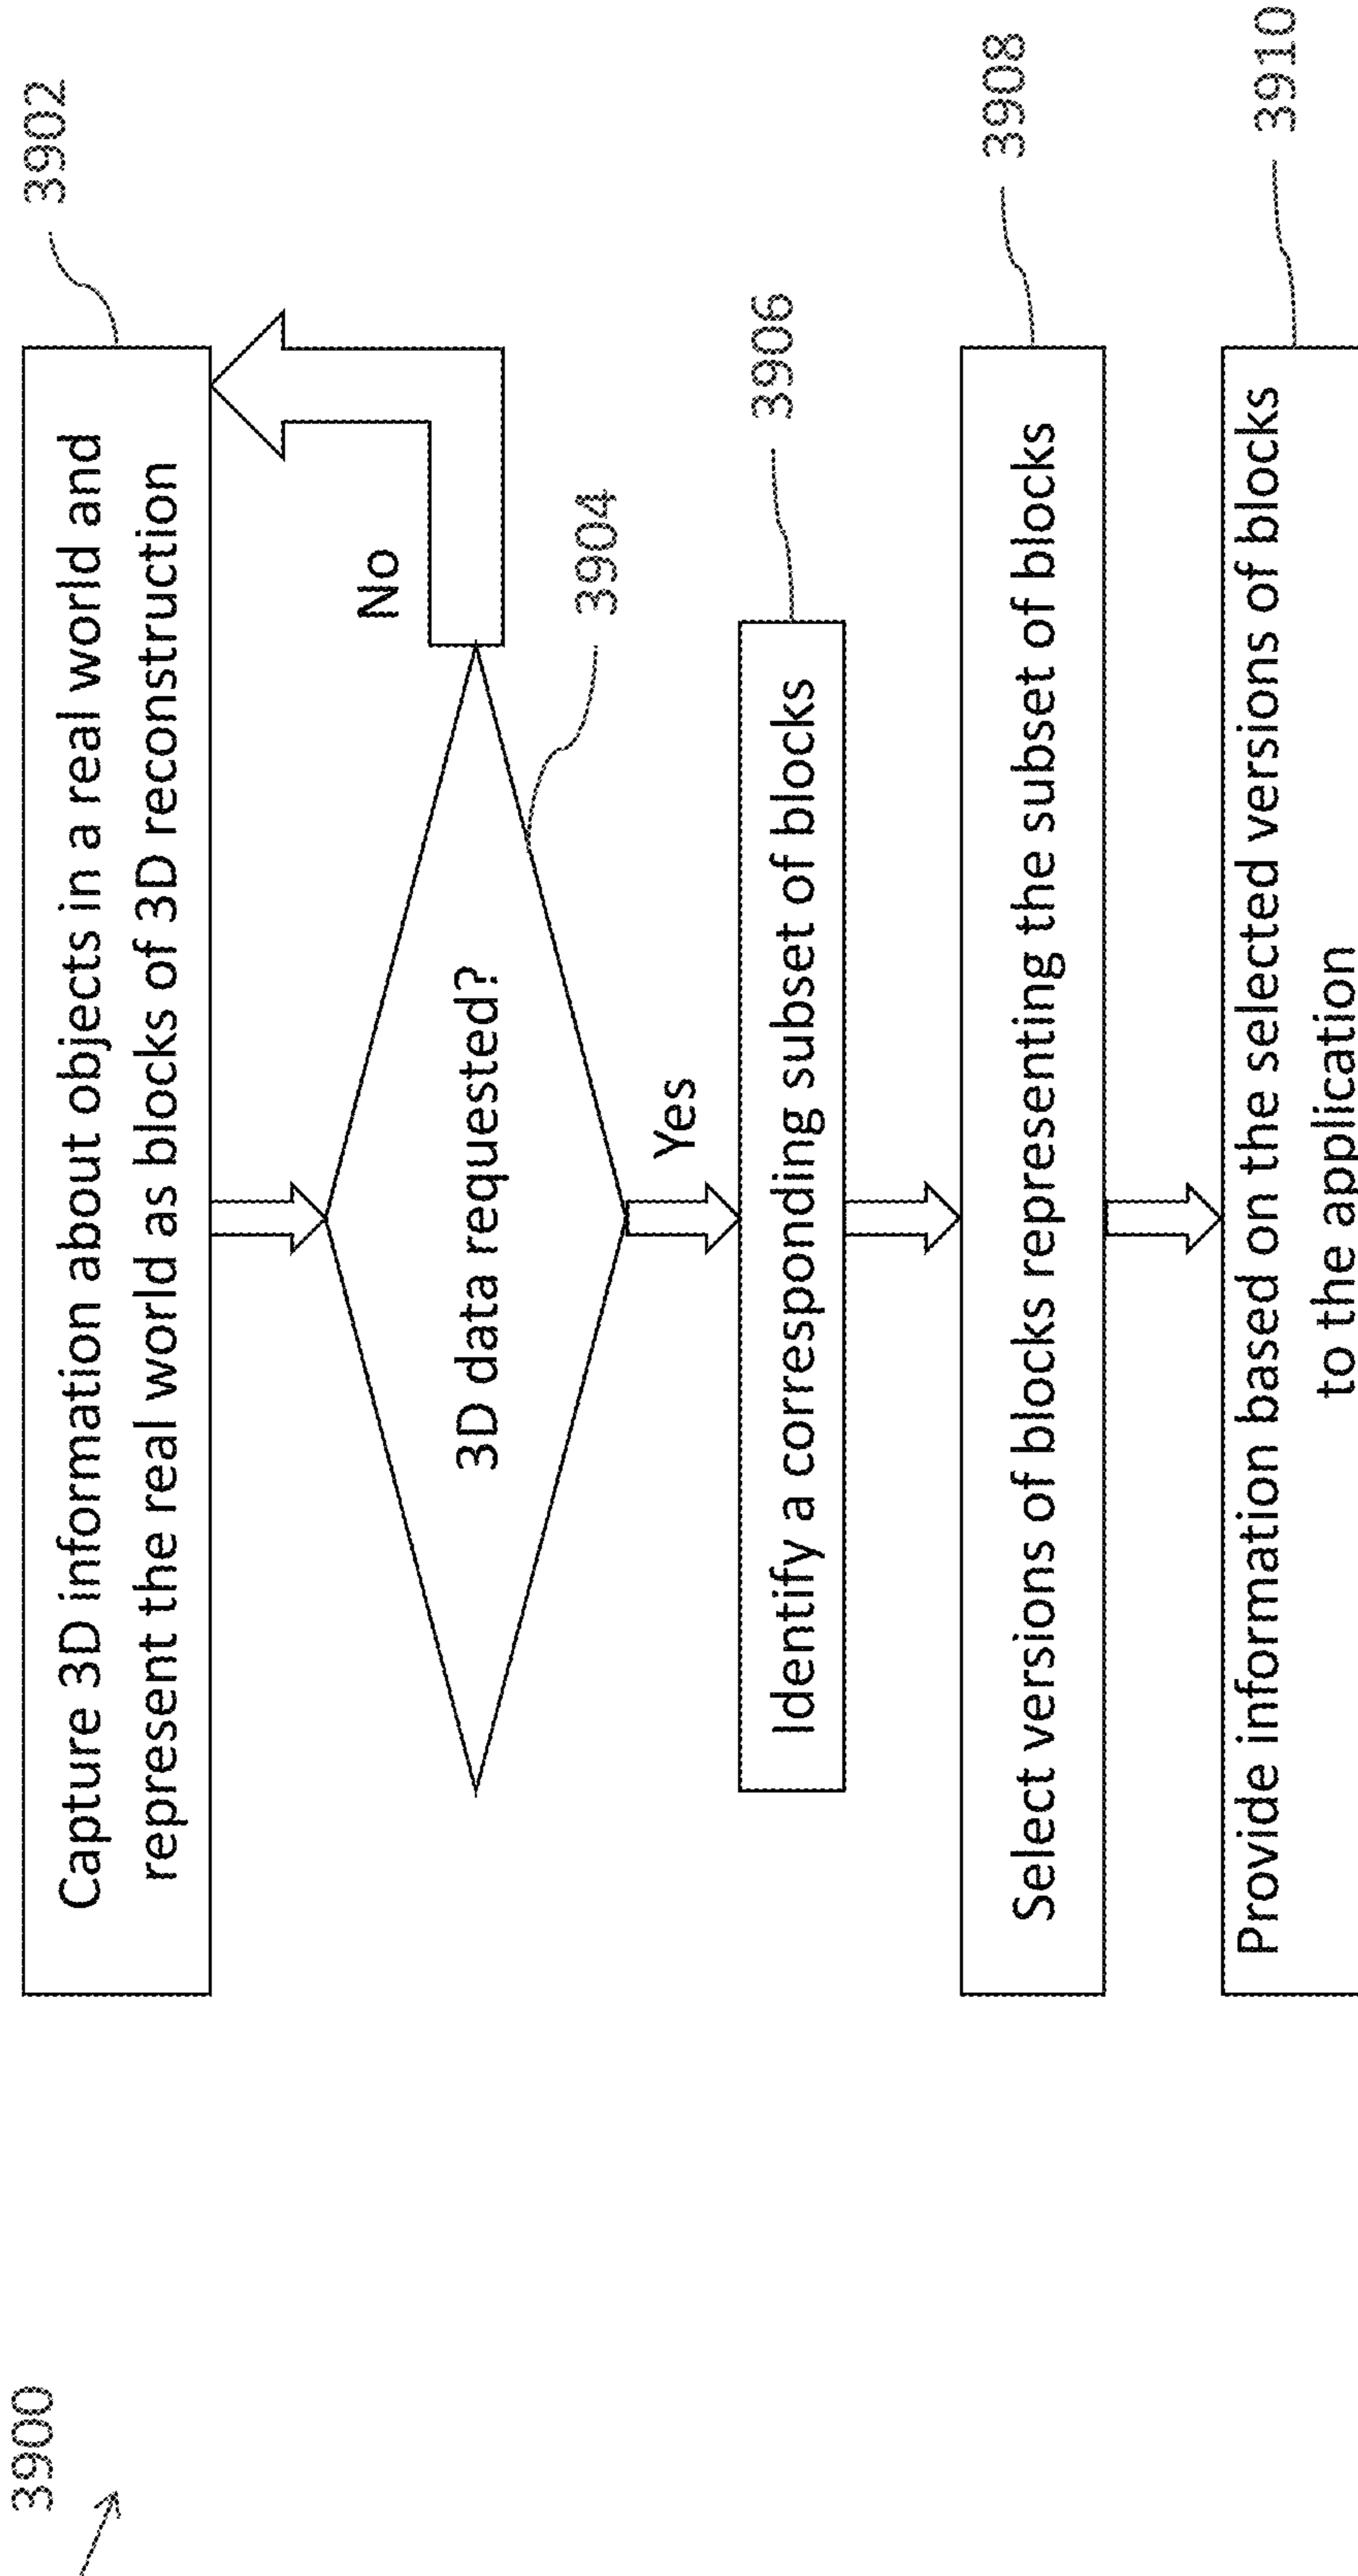 3900
Capture 3D information about objects in a real world and
represent the real world as blocks of 3D reconstruction
3902
3D data requested?
No
3904
Yes
Identify a corresponding subset of blocks
3906
Select versions of blocks representing the subset of blocks
3908
Provide information based on the selected versions of blocks
to the application
3910